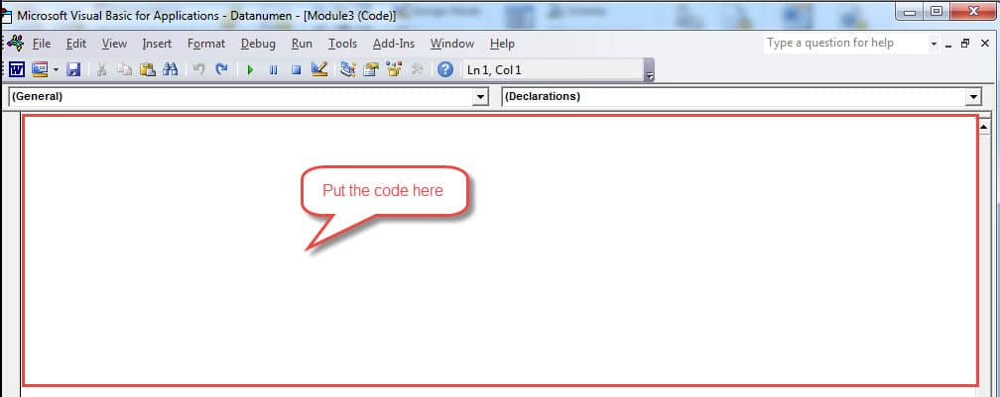 Microsoft Visual Basic for Applications - Datanumen - [Module3 (Code)]
File Edit View Insert Format Debug Run Tools Add-Ins Window Help Type a question for help
Ln 1, Col 1
(General) (Declarations)
Put the code here